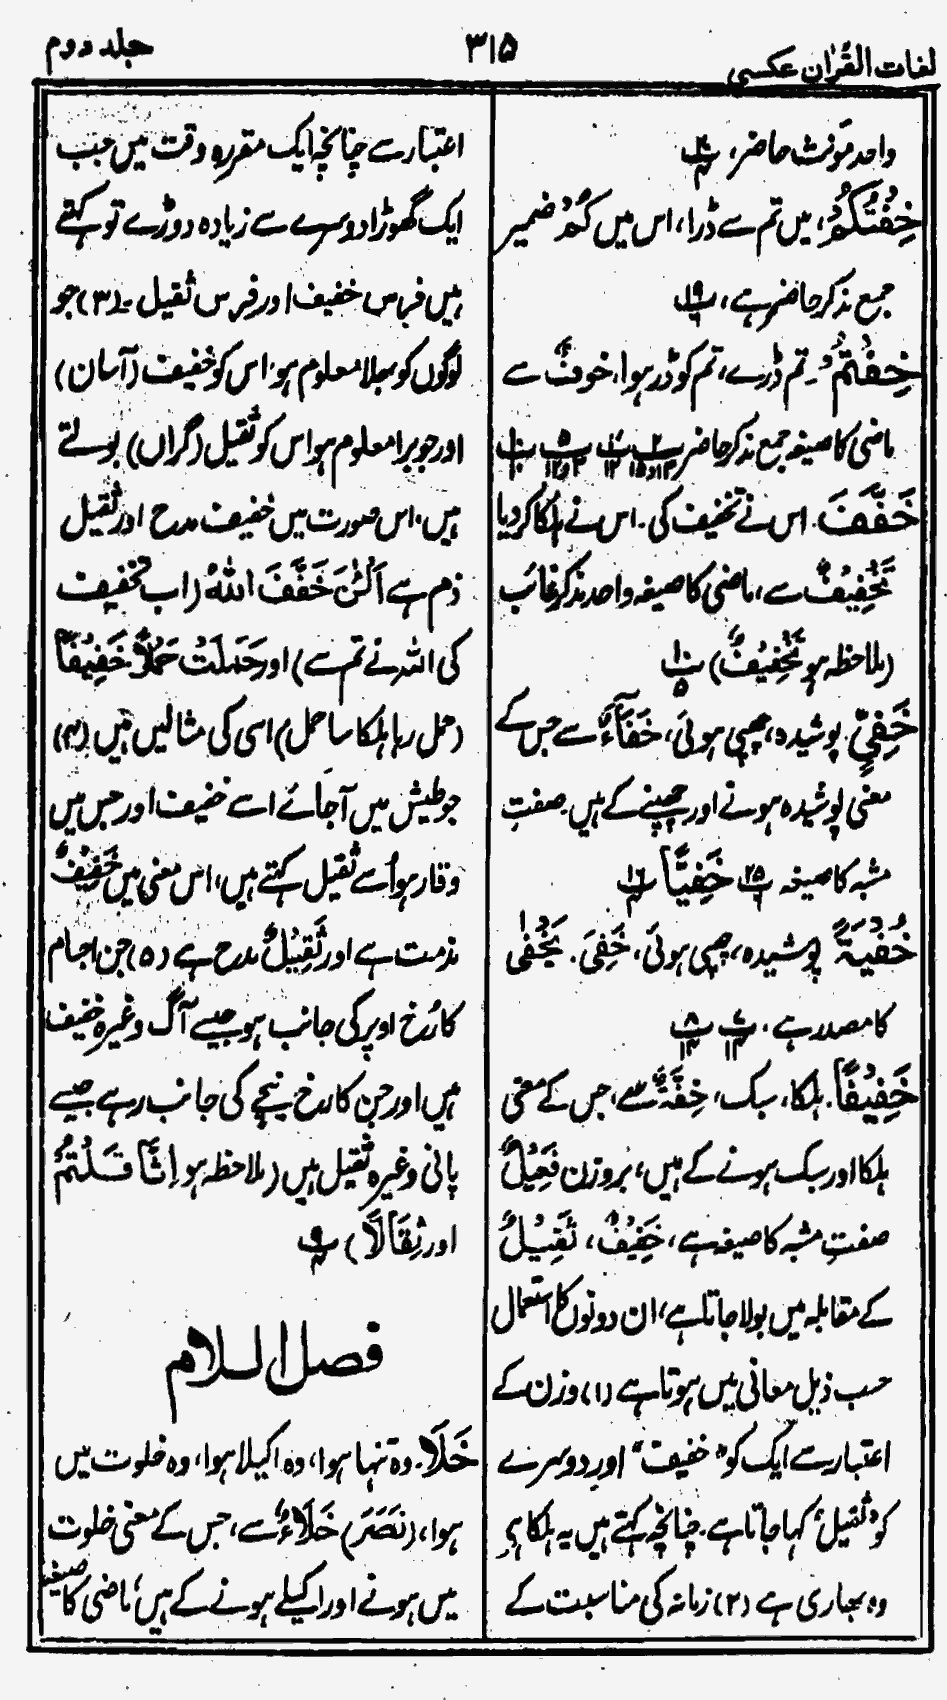 لغات القرآن عکسی
۳۱۵
جلد دوم
واحد مؤنث حاضر،
خِفْتُکُمْ، میں تم سے ڈرا، اس میں کُمْ ضمیر
جمع مذکر حاضر ہے،
خِفْتُمْ۔ تم ڈرے، تم کو ڈر ہوا، خَوْفٌ سے
ماضی کا صیغہ جمع مذکر حاضر
خَفَّفَ۔ اس نے تخفیف کی۔ اس نے ہلکا کر دیا
تَخْفِیْفٌ سے، ماضی کا صیغہ واحد مذکر غائب
(ملاحظہ ہو تَخْفِیْفٌ)
خَفِیٍّ۔ پوشیدہ، چھپی ہوئی، خَفَآءٌ سے جس کے
معنی پوشیدہ ہونے اور چھپنے کے ہیں۔ صفتِ
مشبہ کا صیغہ خَفِیًّا
خُفْیَۃً پوشیدہ، چھپی ہوئی، خَفِیَ۔ یَخْفٰی
کا مصدر ہے،
خَفِیْفًا۔ ہلکا، سبک، خِفَّۃٌ سے، جس کے معنی
ہلکا اور سبک ہونے کے ہیں، بروزن فَعِیْلٌ
صفتِ مشبہ کا صیغہ ہے، خَفِیْفٌ، ثَقِیْلٌ
کے مقابلہ میں بولا جاتا ہے، ان دونوں کا استعمال
حسب ذیل معانی میں ہوتا ہے (۱) وزن کے
اعتبار سے ایک کو "خفیف" اور دوسرے
کو "ثقیل" کہا جاتا ہے۔ چنانچہ کہتے ہیں یہ ہلکا ہے
وہ بھاری ہے (۲) زمانہ کی مناسبت کے
اعتبار سے چنانچہ ایک مقررہ وقت میں جب
ایک گھوڑا دوسرے سے زیادہ دوڑے تو کہتے
ہیں فرس خفیف اور فرس ثقیل۔ (۳) جو
لوگوں کو بھلا معلوم ہو، اس کو خفیف (آسان)
اور جو برا معلوم ہو اس کو ثقیل (گراں) بولتے
ہیں، اس صورت میں خفیف مدح اور ثقیل
ذم ہے اَلْـٰٔنَ خَفَّفَ اللّٰہُ (اب تخفیف
کی اللہ نے تم سے) اور حَمَلَتْ حَمْلًا خَفِیْفًا
(حمل رہا ہلکا سا حمل) اسی کی مثالیں ہیں (۴)
جو طیش میں آجائے اسے خفیف اور جس میں
وقار ہو اُسے ثقیل کہتے ہیں، اس معنی میں خَفِیْفٌ
مذمت ہے اور ثَقِیْلٌ مدح ہے (۵) جن اجسام
کا رُخ اوپر کی جانب ہو جیسے آگ وغیرہ خفیف
ہیں اور جن کا رخ نیچے کی جانب رہے جیسے
پانی وغیرہ ثقیل ہیں (ملاحظہ ہو اِثَّاقَلْتُمْ
اور ثِقَالًا)
فصل اللام
خَلَا۔ وہ تنہا ہوا، وہ اکیلا ہوا، وہ خلوت میں
ہوا، (نَصَرَ) خَلَاءٌ سے، جس کے معنی خلوت
میں ہونے اور اکیلے ہونے کے ہیں، ماضی کا صیغہ